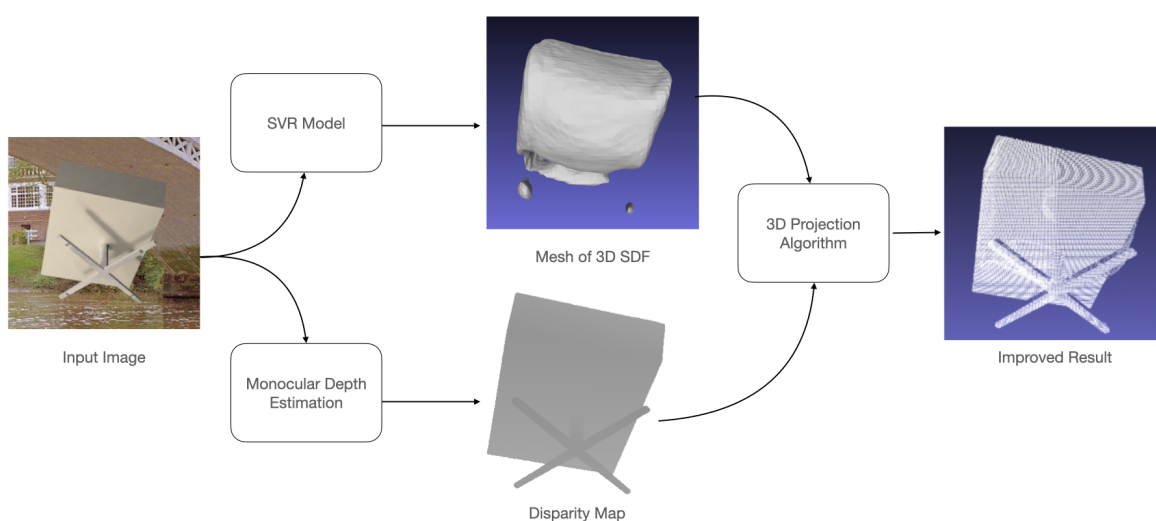 SVR Model
Mesh of 3D SDF
3D Projection
Algorithm
Input Image
Improved Result
Monocular Depth
Estimation
Disparity Map